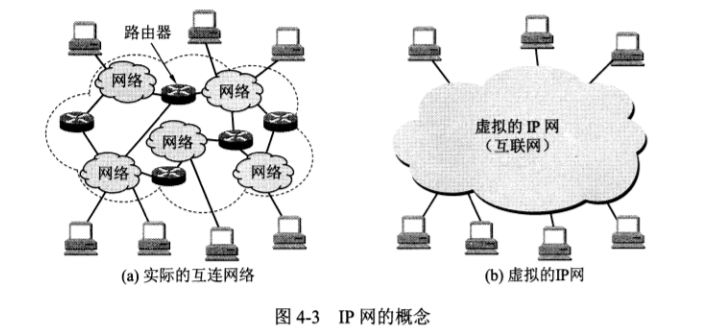 路由器
网络
网络
网络
网络
网络
虚拟的 IP 网
（互联网）
(a) 实际的互连网络
(b) 虚拟的IP网
图 4-3 IP 网的概念